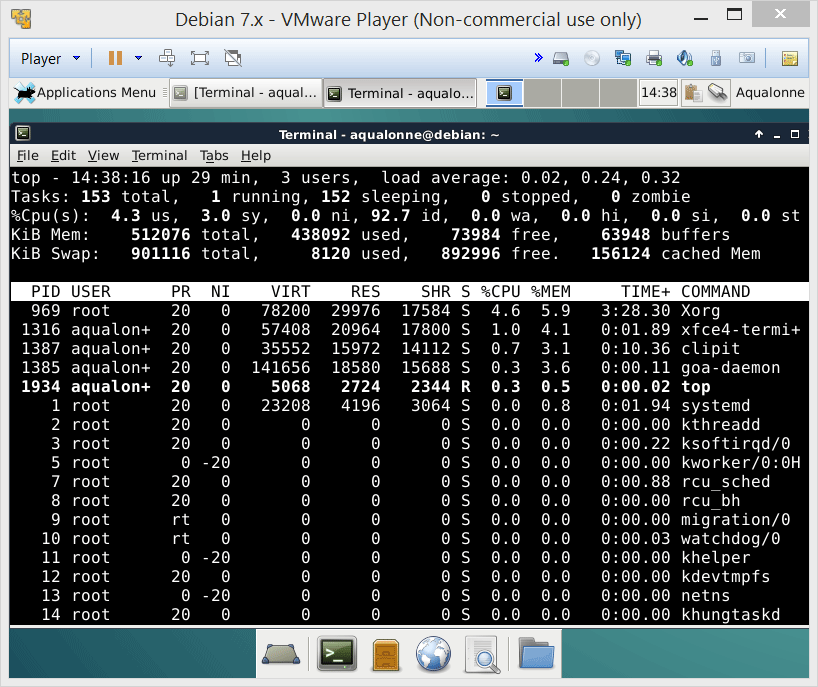 Debian 7.x - VMware Player (Non-commercial use only)
Player
Applications Menu [Terminal - aqual... Terminal - aqualo... 14:38 Aqualonne
Terminal - aqualonne@debian: ~
File Edit View Terminal Tabs Help
top - 14:38:16 up 29 min,  3 users,  load average: 0.02, 0.24, 0.32
Tasks: 153 total,   1 running, 152 sleeping,   0 stopped,   0 zombie
%Cpu(s):  4.3 us,  3.0 sy,  0.0 ni, 92.7 id,  0.0 wa,  0.0 hi,  0.0 si,  0.0 st
KiB Mem:    512076 total,   438092 used,    73984 free,    63948 buffers
KiB Swap:   901116 total,     8120 used,   892996 free.   156124 cached Mem
PID USER      PR  NI    VIRT    RES    SHR S %CPU %MEM     TIME+ COMMAND
969 root      20   0   78200  29976  17584 S  4.6  5.9   3:28.30 Xorg
1316 aqualon+  20   0   57408  20964  17800 S  1.0  4.1   0:01.89 xfce4-termi+
1387 aqualon+  20   0   35552  15972  14112 S  0.7  3.1   0:10.36 clipit
1385 aqualon+  20   0  141656  18580  15688 S  0.3  3.6   0:00.11 goa-daemon
1934 aqualon+  20   0    5068   2724   2344 R  0.3  0.5   0:00.02 top
1 root      20   0   23208   4196   3064 S  0.0  0.8   0:01.94 systemd
2 root      20   0       0      0      0 S  0.0  0.0   0:00.00 kthreadd
3 root      20   0       0      0      0 S  0.0  0.0   0:00.22 ksoftirqd/0
5 root       0 -20       0      0      0 S  0.0  0.0   0:00.00 kworker/0:0H
7 root      20   0       0      0      0 S  0.0  0.0   0:00.88 rcu_sched
8 root      20   0       0      0      0 S  0.0  0.0   0:00.00 rcu_bh
9 root      rt   0       0      0      0 S  0.0  0.0   0:00.00 migration/0
10 root      rt   0       0      0      0 S  0.0  0.0   0:00.03 watchdog/0
11 root       0 -20       0      0      0 S  0.0  0.0   0:00.00 khelper
12 root      20   0       0      0      0 S  0.0  0.0   0:00.00 kdevtmpfs
13 root       0 -20       0      0      0 S  0.0  0.0   0:00.00 netns
14 root      20   0       0      0      0 S  0.0  0.0   0:00.00 khungtaskd